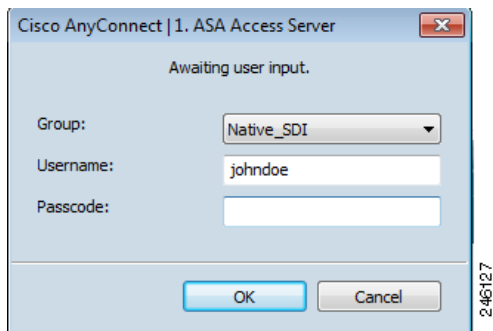 Cisco AnyConnect | 1. ASA Access Server
Awaiting user input.
Group: Native_SDI
Username: johndoe
Passcode:
OK Cancel
246127